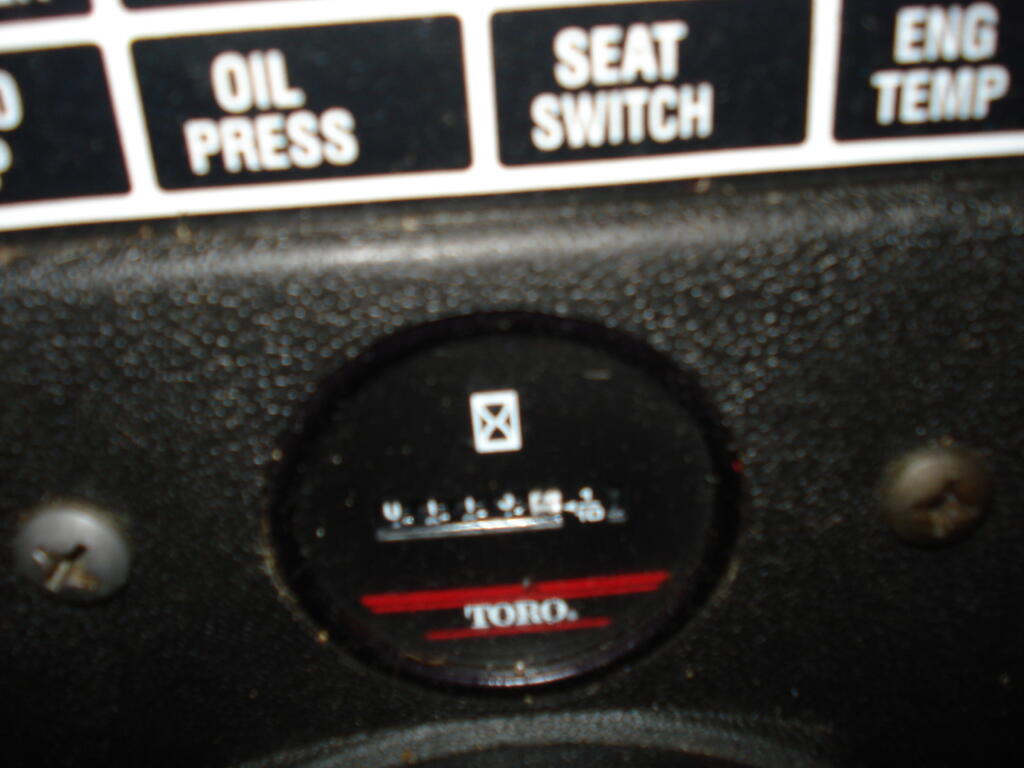 OIL
PRESS
SEAT
SWITCH
ENG
TEMP
TORO.